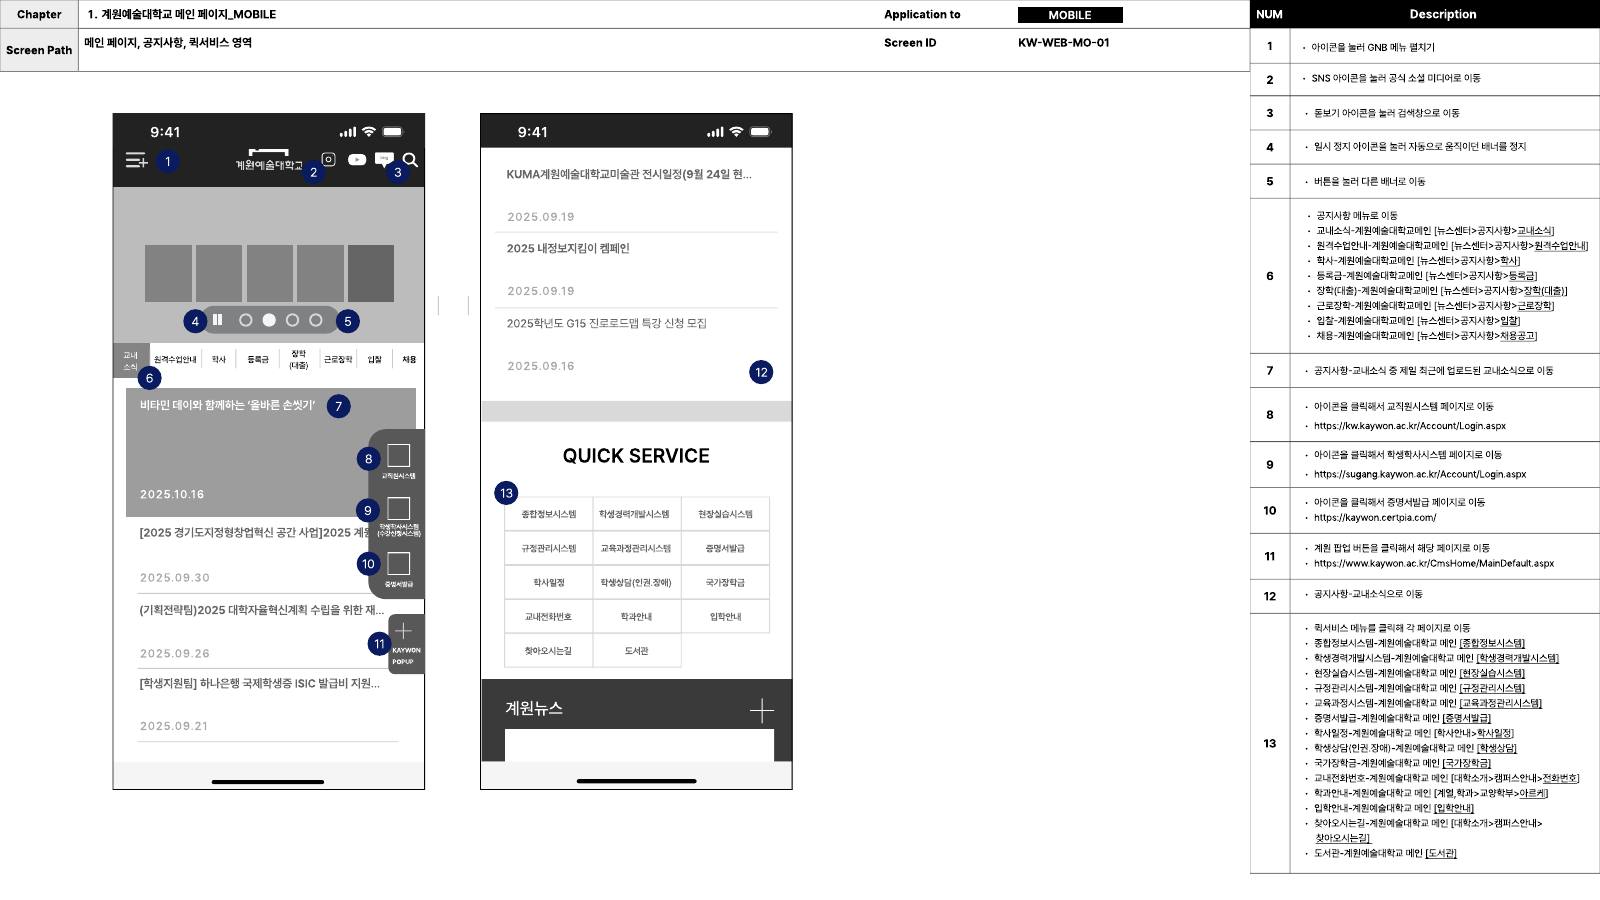 Chapter
1. 계원예술대학교 메인 페이지_MOBILE
Application to
MOBILE
Screen Path
메인 페이지, 공지사항, 퀵서비스 영역
Screen ID
KW-WEB-MO-01
9:41
1
계원예술대학교
2
3
4
5
교내
소식
원격수업안내
학사
등록금
장학
(대출)
근로장학
입찰
채용
6
비타민 데이와 함께하는 '올바른 손씻기'
7
2025.10.16
8
교직원시스템
9
학생학사시스템
(수강신청시스템)
10
증명서발급
[2025 경기도지정형창업혁신 공간 사업]2025 계원
2025.09.30
(기획전략팀)2025 대학자율혁신계획 수립을 위한 재...
11
KAYWON
POPUP
2025.09.26
[학생지원팀] 하나은행 국제학생증 ISIC 발급비 지원...
2025.09.21
9:41
KUMA계원예술대학교미술관 전시일정(9월 24일 현...
2025.09.19
2025 내정보지킴이 켐페인
2025.09.19
2025학년도 G15 진로로드맵 특강 신청 모집
2025.09.16
12
QUICK SERVICE
13
종합정보시스템
학생경력개발시스템
현장실습시스템
규정관리시스템
교육과정관리시스템
증명서발급
학사일정
학생상담(인권.장애)
국가장학금
교내전화번호
학과안내
입학안내
찾아오시는길
도서관
계원뉴스
NUM
Description
1
• 아이콘을 눌러 GNB 메뉴 펼치기
2
• SNS 아이콘을 눌러 공식 소셜 미디어로 이동
3
• 돋보기 아이콘을 눌러 검색창으로 이동
4
• 일시 정지 아이콘을 눌러 자동으로 움직이던 배너를 정지
5
• 버튼을 눌러 다른 배너로 이동
6
• 공지사항 메뉴로 이동
• 교내소식-계원예술대학교메인 [뉴스센터>공지사항>교내소식]
• 원격수업안내-계원예술대학교메인 [뉴스센터>공지사항>원격수업안내]
• 학사-계원예술대학교메인 [뉴스센터>공지사항>학사]
• 등록금-계원예술대학교메인 [뉴스센터>공지사항>등록금]
• 장학(대출)-계원예술대학교메인 [뉴스센터>공지사항>장학(대출)]
• 근로장학-계원예술대학교메인 [뉴스센터>공지사항>근로장학]
• 입찰-계원예술대학교메인 [뉴스센터>공지사항>입찰]
• 채용-계원예술대학교메인 [뉴스센터>공지사항>채용공고]
7
• 공지사항-교내소식 중 제일 최근에 업로드된 교내소식으로 이동
8
• 아이콘을 클릭해서 교직원시스템 페이지로 이동
• https://kw.kaywon.ac.kr/Account/Login.aspx
9
• 아이콘을 클릭해서 학생학사시스템 페이지로 이동
• https://sugang.kaywon.ac.kr/Account/Login.aspx
10
• 아이콘을 클릭해서 증명서발급 페이지로 이동
• https://kaywon.certpia.com/
11
• 계원 팝업 버튼을 클릭해서 해당 페이지로 이동
• https://www.kaywon.ac.kr/CmsHome/MainDefault.aspx
12
• 공지사항-교내소식으로 이동
13
• 퀵서비스 메뉴를 클릭해 각 페이지로 이동
• 종합정보시스템-계원예술대학교 메인 [종합정보시스템]
• 학생경력개발시스템-계원예술대학교 메인 [학생경력개발시스템]
• 현장실습시스템-계원예술대학교 메인 [현장실습시스템]
• 규정관리시스템-계원예술대학교 메인 [규정관리시스템]
• 교육과정시스템-계원예술대학교 메인 [교육과정관리시스템]
• 증명서발급-계원예술대학교 메인 [증명서발급]
• 학사일정-계원예술대학교 메인 [학사안내>학사일정]
• 학생상담(인권.장애)-계원예술대학교 메인 [학생상담]
• 국가장학금-계원예술대학교 메인 [국가장학금]
• 교내전화번호-계원예술대학교 메인 [대학소개>캠퍼스안내>전화번호]
• 학과안내-계원예술대학교 메인 [계열,학과>교양학부>아르케]
• 입학안내-계원예술대학교 메인 [입학안내]
• 찾아오시는길-계원예술대학교 메인 [대학소개>캠퍼스안내>
찾아오시는길]
• 도서관-계원예술대학교 메인 [도서관]